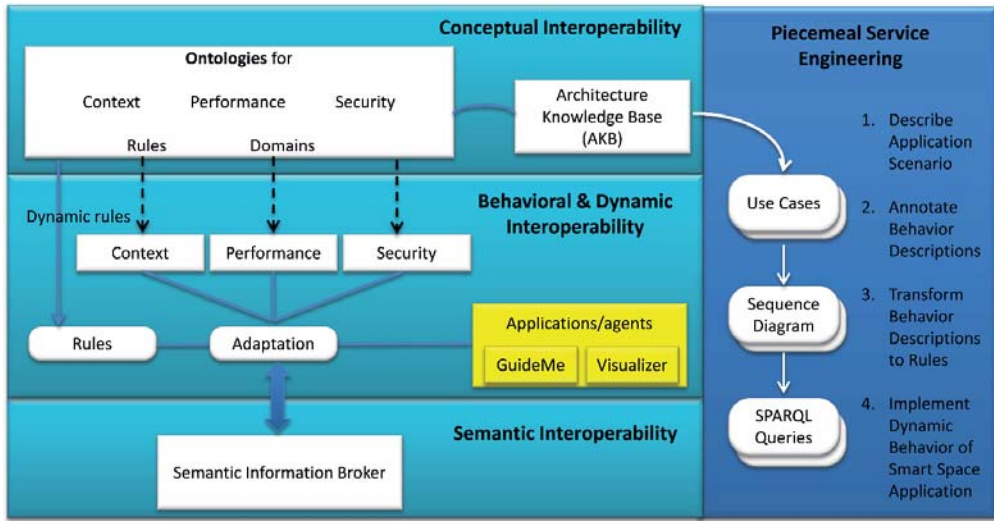 Conceptual Interoperability
Ontologies for
Context Performance Security
Rules Domains
Architecture
Knowledge Base
(AKB)
Dynamic rules
Behavioral & Dynamic
Interoperability
Context Performance Security
Rules Adaptation
Applications/agents
GuideMe Visualizer
Semantic Interoperability
Semantic Information Broker
Piecemeal Service
Engineering
Use Cases
Sequence
Diagram
SPARQL
Queries
1. Describe
Application
Scenario
2. Annotate
Behavior
Descriptions
3. Transform
Behavior
Descriptions
to Rules
4. Implement
Dynamic
Behavior of
Smart Space
Application